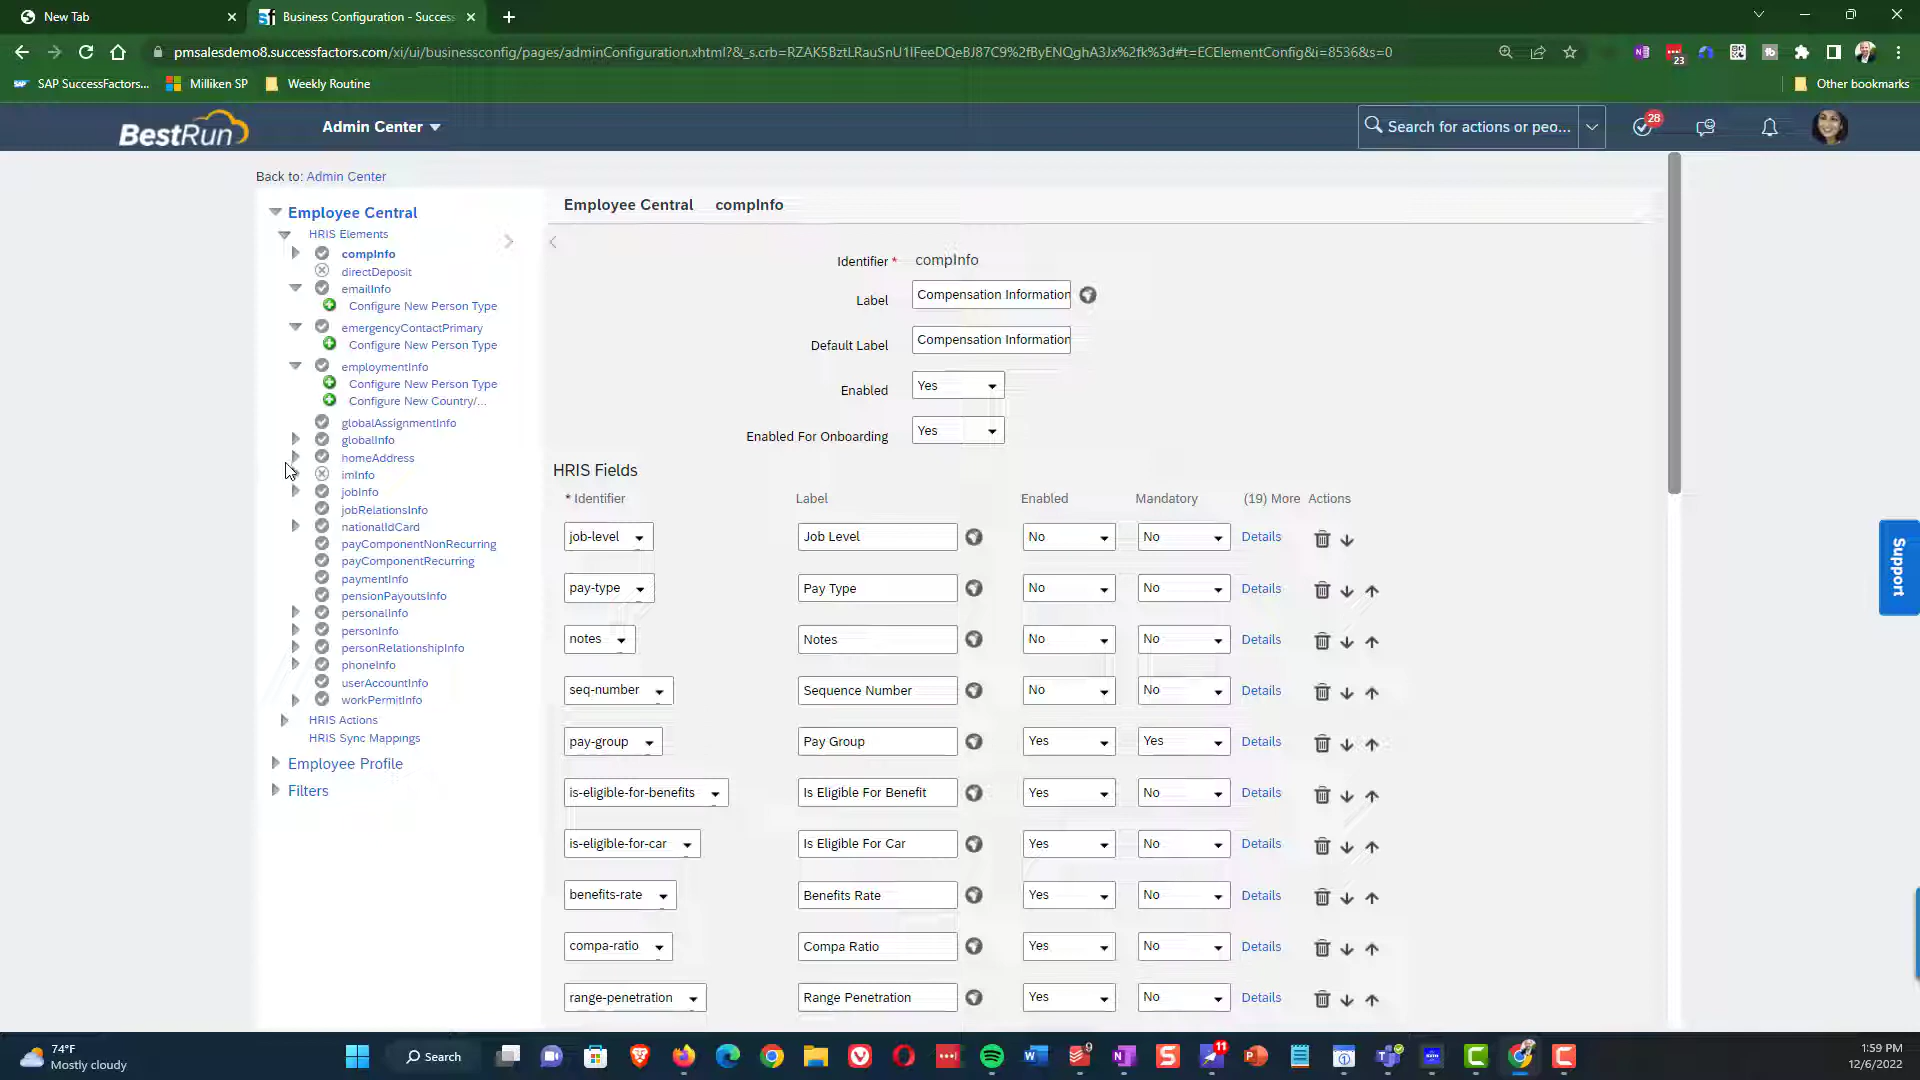 New Tab
Business Configuration - Success
pmsalesdemo8.successfactors.com/xi/ui/businessconfig/pages/adminConfiguration.xhtml?&_s.crb=RZAK5BztLRauSnU1IFeeDQeBJ87C9%2fByENQghA3Jx%2fk%3d#t=ECElementConfig&i=8536&s=0
23
SAP SuccessFactors...
Milliken SP
Weekly Routine
Other bookmarks
BestRun
Admin Center
Search for actions or peo...
28
Back to: Admin Center
Employee Central
HRIS Elements
compInfo
directDeposit
emailInfo
Configure New Person Type
emergencyContactPrimary
Configure New Person Type
employmentInfo
Configure New Person Type
Configure New Country/...
globalAssignmentInfo
globalInfo
homeAddress
imInfo
jobInfo
jobRelationsInfo
nationalIdCard
payComponentNonRecurring
payComponentRecurring
paymentInfo
pensionPayoutsInfo
personalInfo
personInfo
personRelationshipInfo
phoneInfo
userAccountInfo
workPermitInfo
HRIS Actions
HRIS Sync Mappings
Employee Profile
Filters
Employee Central compInfo
Identifier * compInfo
Label Compensation Information
Default Label Compensation Information
Enabled Yes
Enabled For Onboarding Yes
HRIS Fields
* Identifier Label Enabled Mandatory (19) More Actions
job-level Job Level No No Details
pay-type Pay Type No No Details
notes Notes No No Details
seq-number Sequence Number No No Details
pay-group Pay Group Yes Yes Details
is-eligible-for-benefits Is Eligible For Benefit Yes No Details
is-eligible-for-car Is Eligible For Car Yes No Details
benefits-rate Benefits Rate Yes No Details
compa-ratio Compa Ratio Yes No Details
range-penetration Range Penetration Yes No Details
Support
74°F
Mostly cloudy
Search
9
11
1:59 PM
12/6/2022